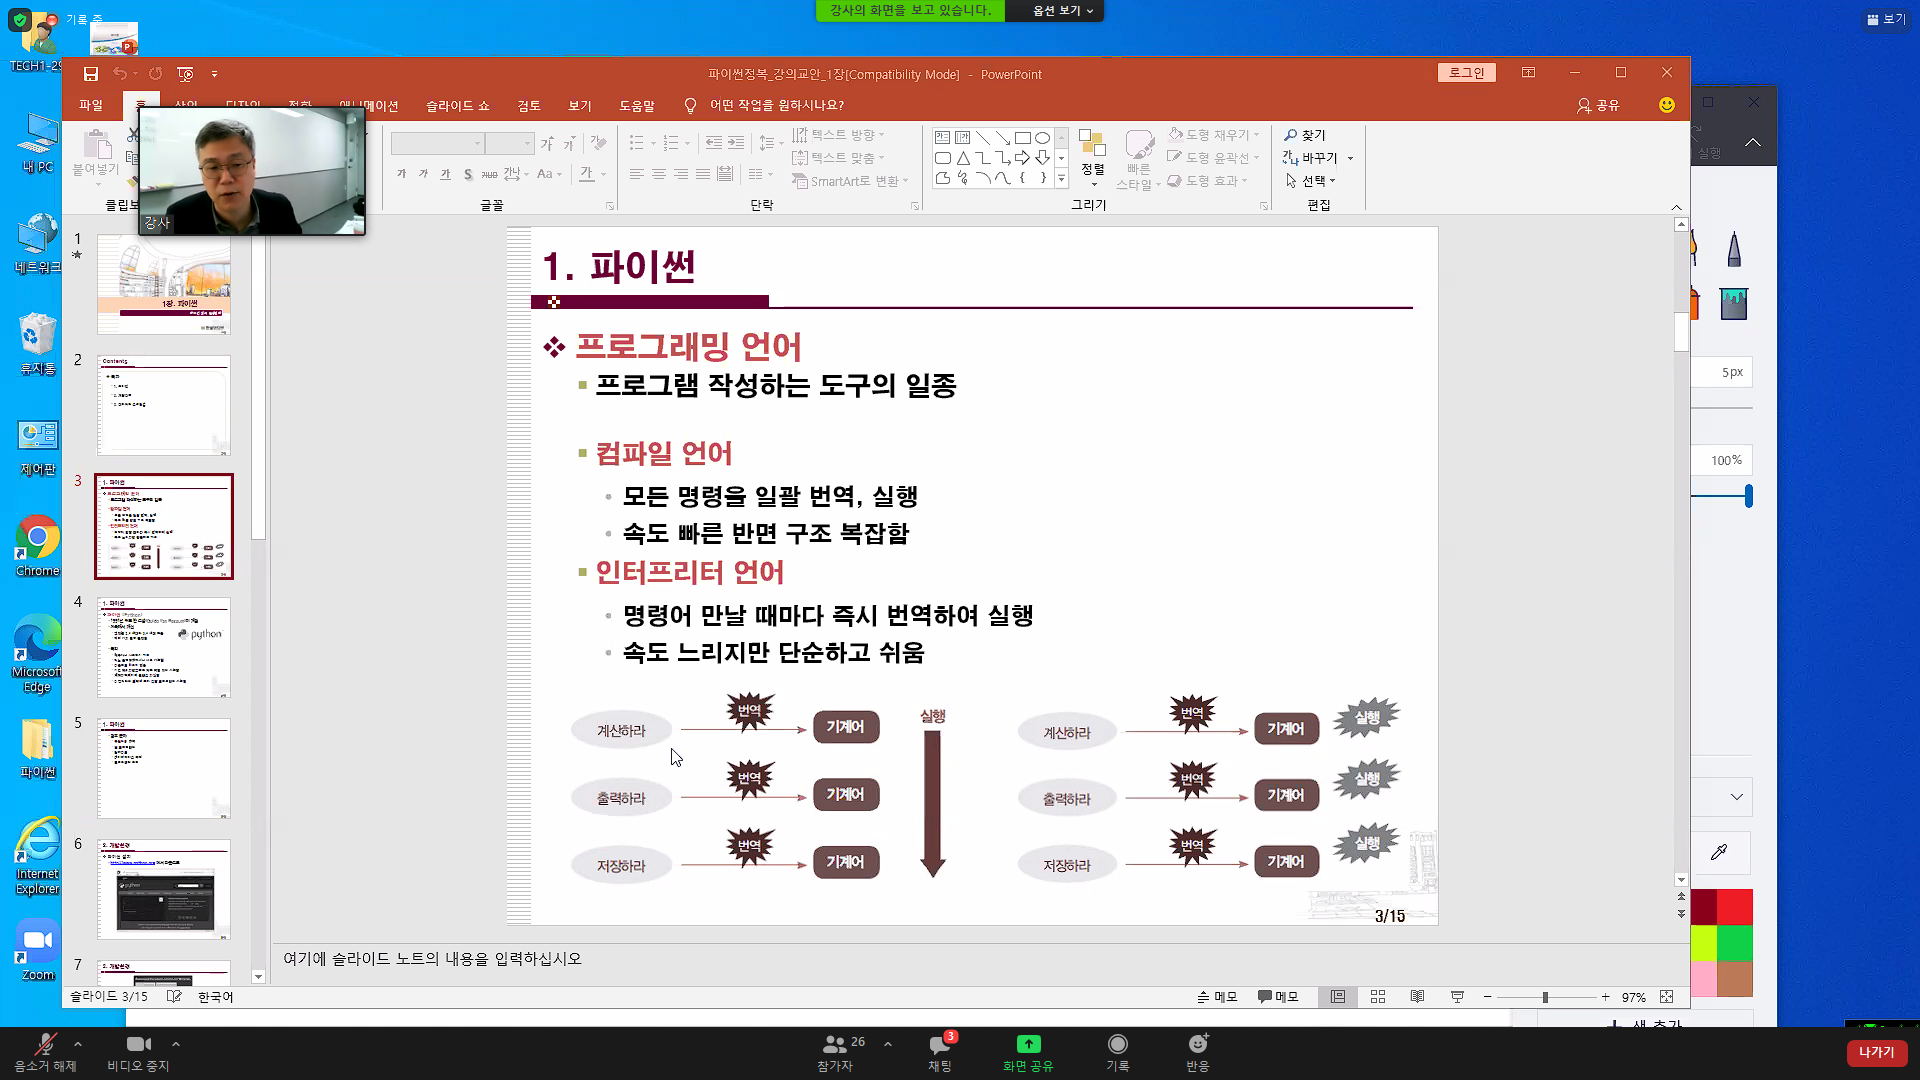 기록 중
강사의 화면을 보고 있습니다.
옵션 보기
보기
TECH1-29
파이썬정복_강의교안_1장[Compatibility Mode] - PowerPoint
로그인
파일
슬라이드 쇼
검토
보기
도움말
어떤 작업을 원하시나요?
공유
붙여넣기
텍스트 방향
텍스트 맞춤
SmartArt로 변환
정렬
빠른
스타일
도형 채우기
도형 윤곽선
도형 효과
찾기
바꾸기
선택
글꼴
단락
그리기
편집
강사
실행
내 PC
네트워크
휴지통
제어판
Chrome
Microsoft
Edge
파이썬
Internet
Explorer
Zoom
1
1장. 파이썬
2
Contents
3
1. 파이썬
4
1. 파이썬
python
5
1. 파이썬
6
2. 개발환경
7
2. 개발환경
1. 파이썬
프로그래밍 언어
프로그램 작성하는 도구의 일종
컴파일 언어
모든 명령을 일괄 번역, 실행
속도 빠른 반면 구조 복잡함
인터프리터 언어
명령어 만날 때마다 즉시 번역하여 실행
속도 느리지만 단순하고 쉬움
계산하라 번역 기계어 실행
출력하라 번역 기계어
저장하라 번역 기계어
계산하라 번역 기계어 실행
출력하라 번역 기계어 실행
저장하라 번역 기계어 실행
3/15
5px
100%
여기에 슬라이드 노트의 내용을 입력하십시오
슬라이드 3/15
한국어
메모
메모
97%
음소거 해제
비디오 중지
26
참가자
3
채팅
화면 공유
기록
반응
나가기